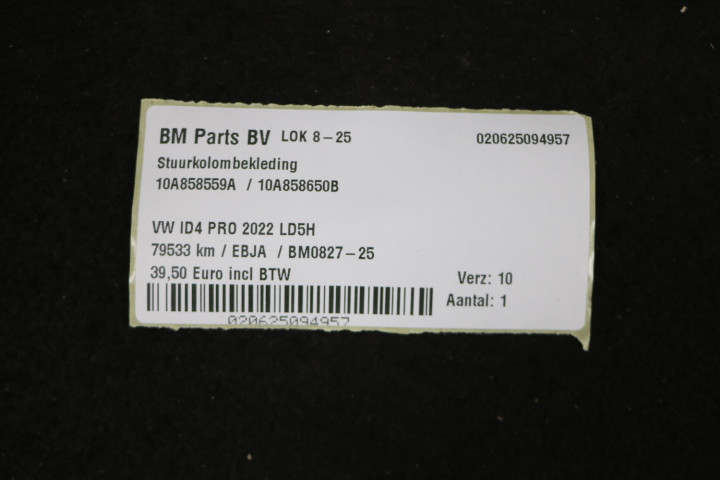 BM Parts BV LOK 8-25 020625094957
Stuurkolombekleding
10A858559A / 10A858650B
VW ID4 PRO 2022 LD5H
79533 km / EBJA / BM0827-25
39,50 Euro incl BTW
Verz: 10
Aantal: 1
020625094957